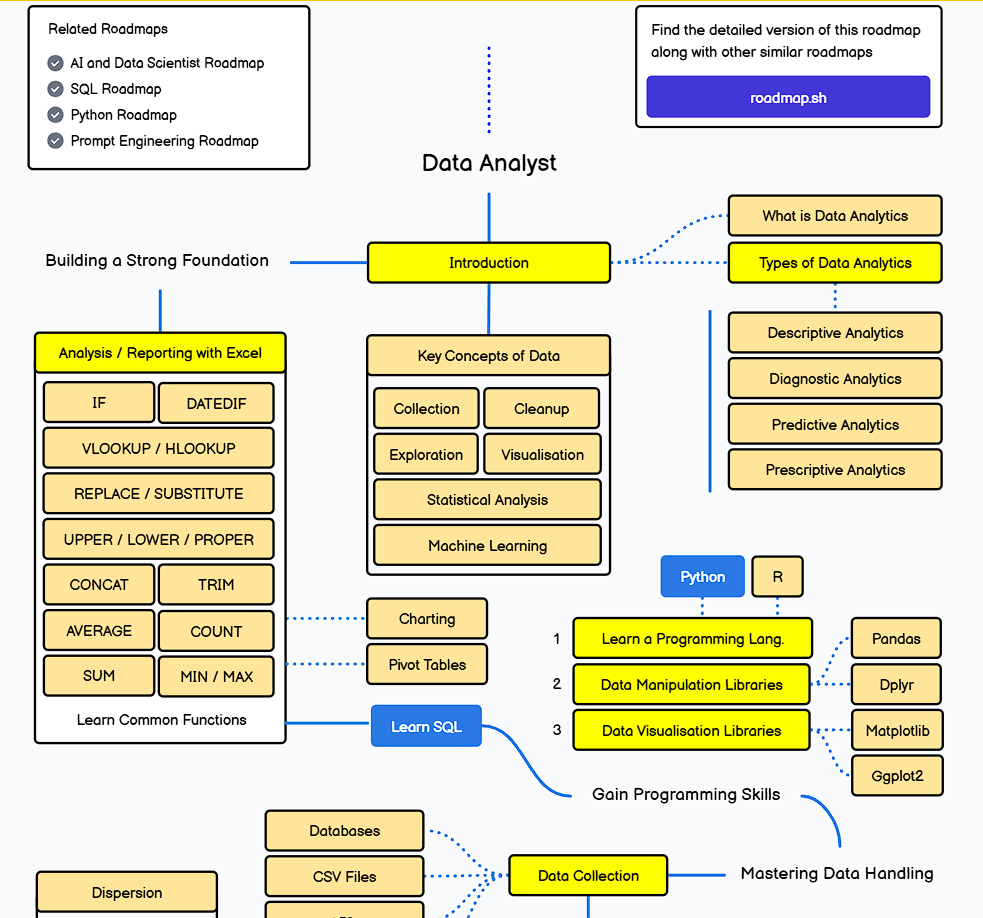 Related Roadmaps
AI and Data Scientist Roadmap
SQL Roadmap
Python Roadmap
Prompt Engineering Roadmap
Find the detailed version of this roadmap
along with other similar roadmaps
roadmap.sh
Data Analyst
What is Data Analytics
Building a Strong Foundation
Introduction
Types of Data Analytics
Descriptive Analytics
Diagnostic Analytics
Predictive Analytics
Prescriptive Analytics
Analysis / Reporting with Excel
IF
DATEDIF
VLOOKUP / HLOOKUP
REPLACE / SUBSTITUTE
UPPER / LOWER / PROPER
CONCAT
TRIM
AVERAGE
COUNT
SUM
MIN / MAX
Learn Common Functions
Key Concepts of Data
Collection
Cleanup
Exploration
Visualisation
Statistical Analysis
Machine Learning
Charting
Pivot Tables
Learn SQL
Python
R
1
Learn a Programming Lang.
2
Data Manipulation Libraries
3
Data Visualisation Libraries
Pandas
Dplyr
Matplotlib
Ggplot2
Gain Programming Skills
Databases
CSV Files
Data Collection
Mastering Data Handling
Dispersion